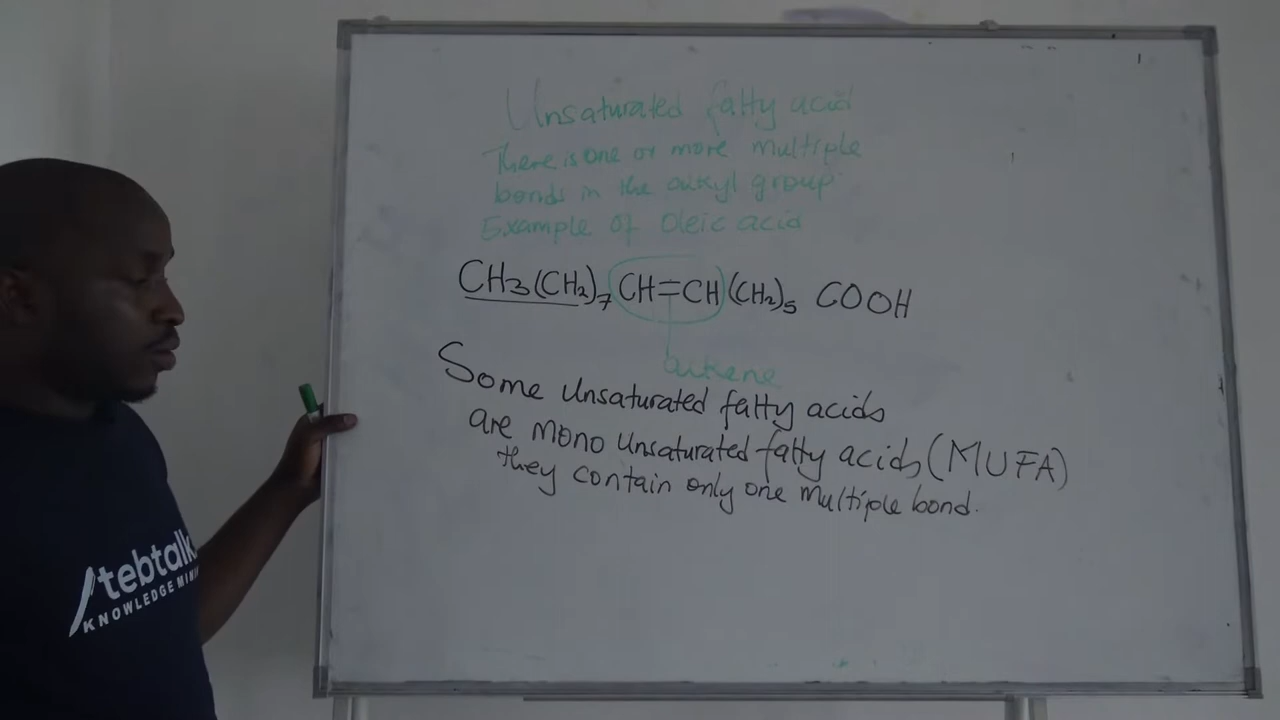 Unsaturated fatty acid
There is one or more multiple
bonds in the alkyl group
Example of Oleic acid
CH3(CH₂)₇CH=CH(CH₂)₅ COOH
alkene
Some unsaturated fatty acids
are mono unsaturated fatty acids (MUFA)
they contain only one multiple bond.
tebtalk
KNOWLEDGE